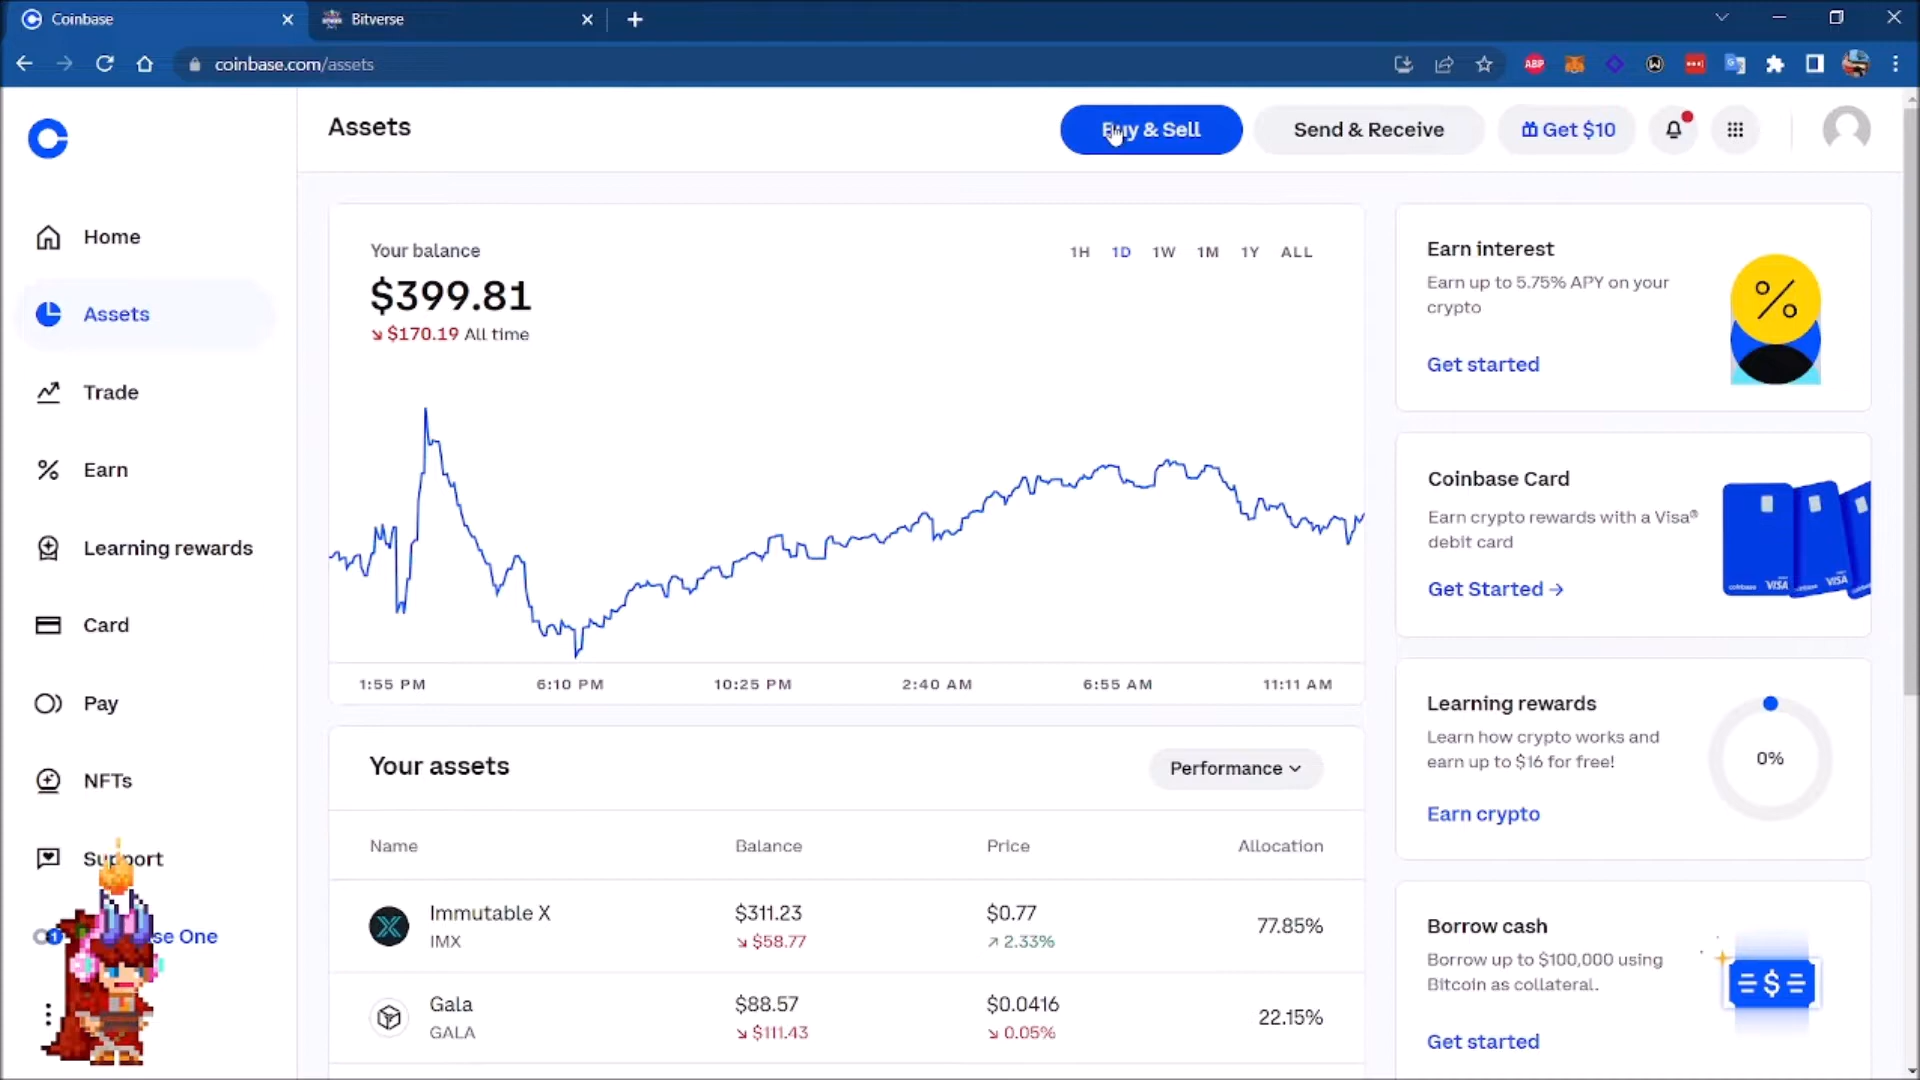 Coinbase
Bitverse
coinbase.com/assets
ABP
Assets
Buy & Sell
Send & Receive
Get $10
Home
Assets
Trade
Earn
Learning rewards
Card
Pay
NFTs
Support
se One
1
Your balance
1H 1D 1W 1M 1Y ALL
$399.81
↘ $170.19 All time
1:55 PM 6:10 PM 10:25 PM 2:40 AM 6:55 AM 11:11 AM
Your assets
Performance
Name Balance Price Allocation
Immutable X $311.23 $0.77 77.85%
IMX ↘ $58.77 ↗ 2.33%
Gala $88.57 $0.0416 22.15%
GALA ↘ $111.43 ↘ 0.05%
Earn interest
Earn up to 5.75% APY on your
crypto
Get started
%
Coinbase Card
Earn crypto rewards with a Visa®
debit card
Get Started →
coinbase VISA
VISA
Learning rewards
Learn how crypto works and
earn up to $16 for free!
Earn crypto
0%
Borrow cash
Borrow up to $100,000 using
Bitcoin as collateral.
Get started
$